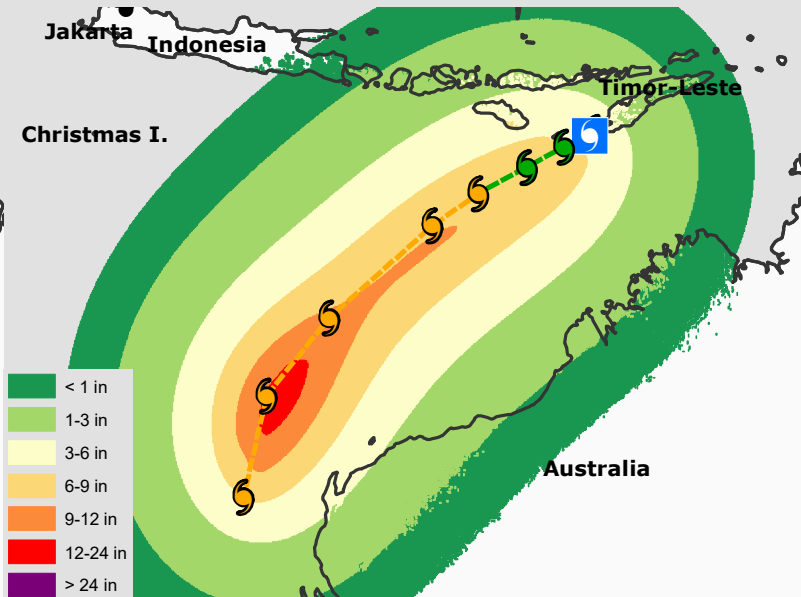 Jakarta
Indonesia
Timor-Leste
Christmas I.
Australia
< 1 in
1-3 in
3-6 in
6-9 in
9-12 in
12-24 in
> 24 in